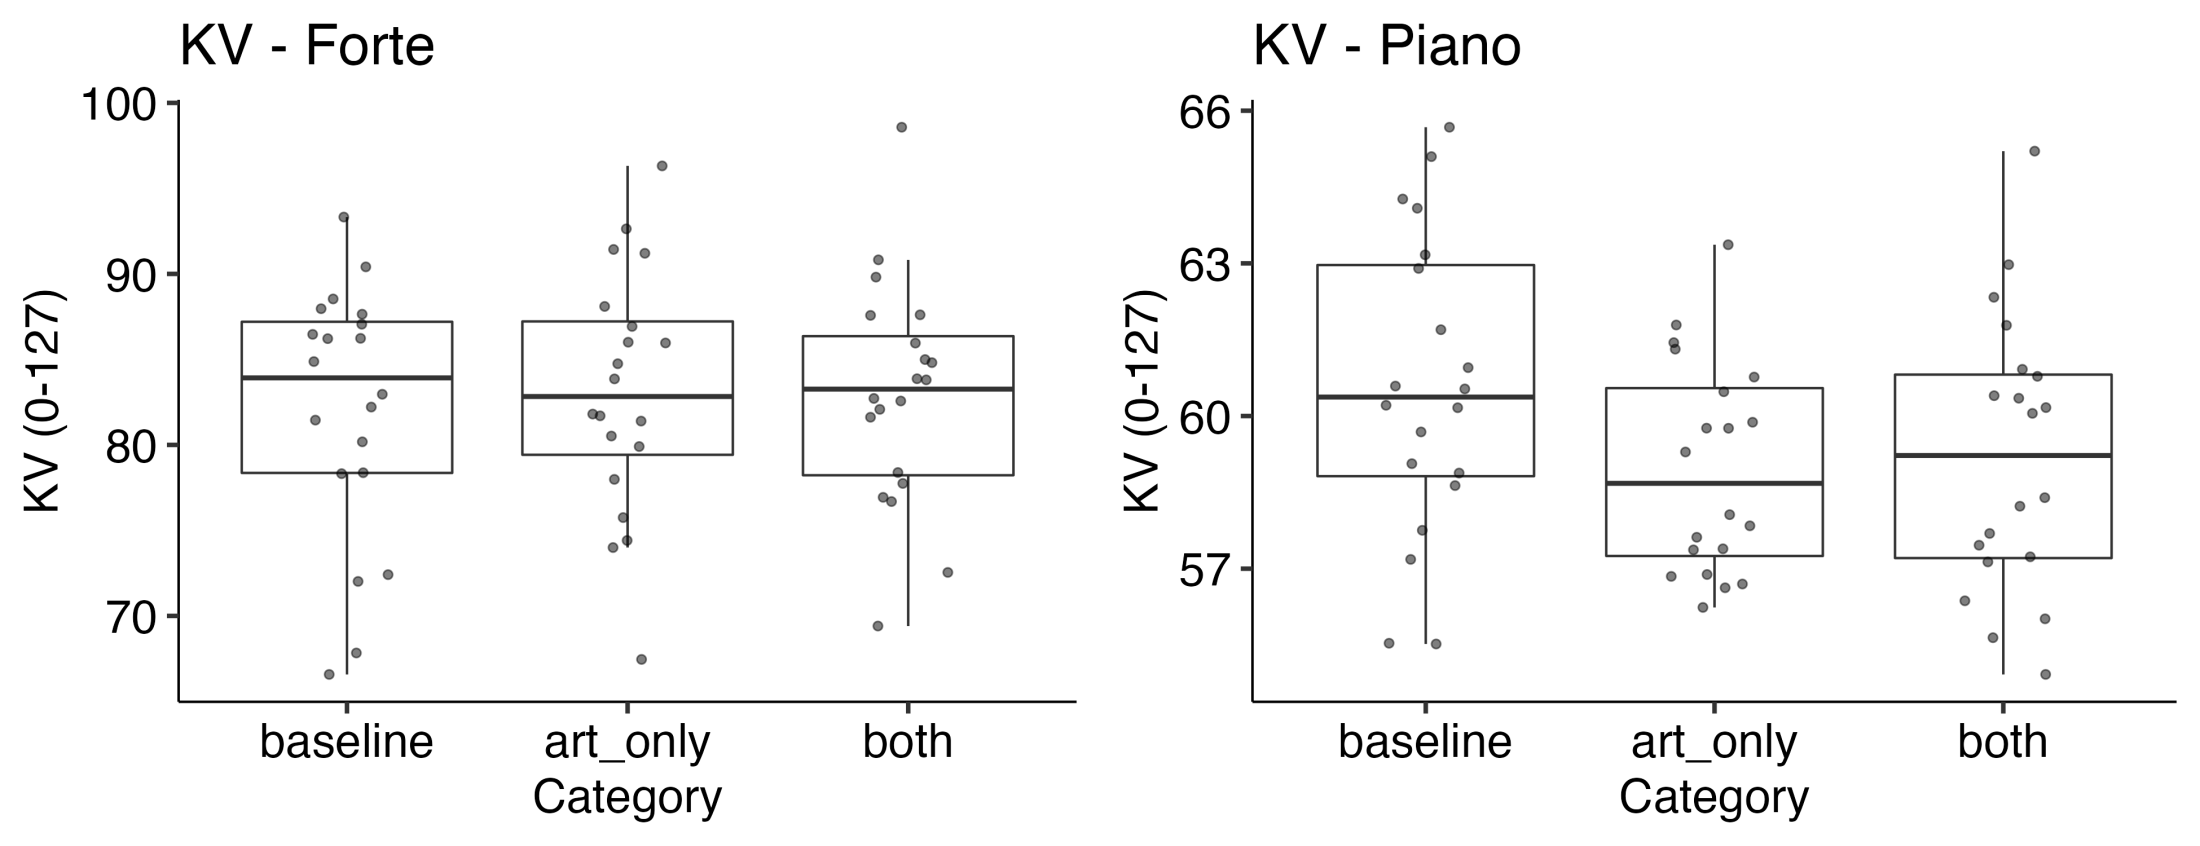 KV - Forte
KV (0-127)
100
90
80
70
baseline art_only both
Category
KV - Piano
KV (0-127)
66
63
60
57
baseline art_only both
Category